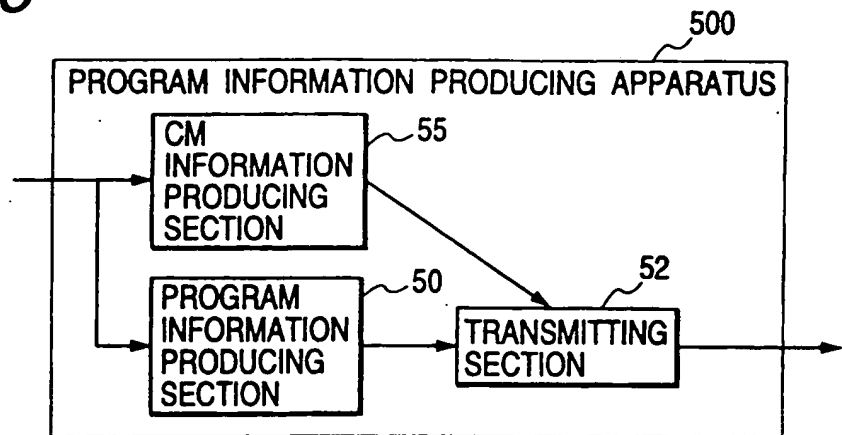 500
PROGRAM INFORMATION PRODUCING APPARATUS
CM
INFORMATION
PRODUCING
SECTION
55
PROGRAM
INFORMATION
PRODUCING
SECTION
50
TRANSMITTING
SECTION
52